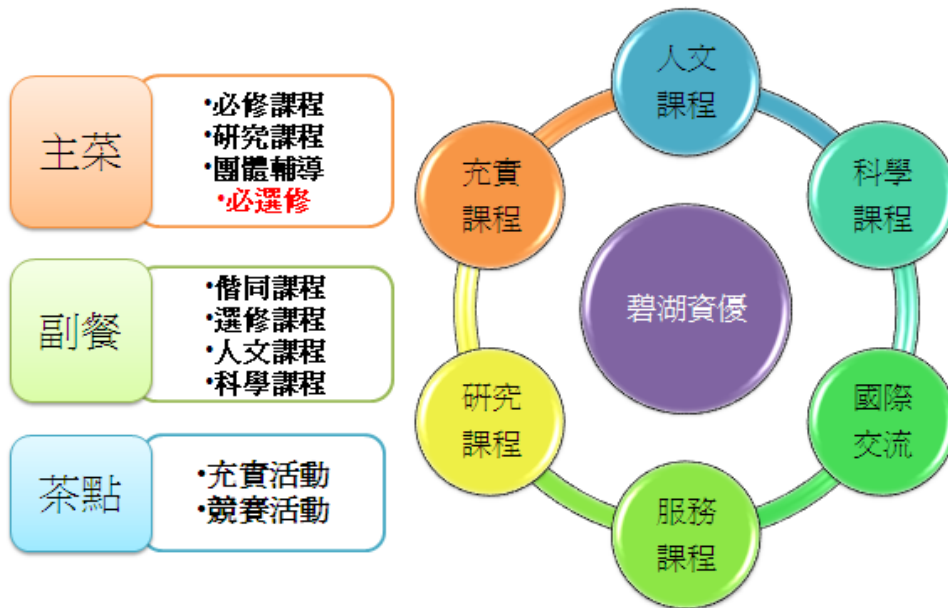 主菜
•必修課程
•研究課程
•團體輔導
•必選修
副餐
•偕同課程
•選修課程
•人文課程
•科學課程
茶點
•充實活動
•競賽活動
人文
課程
科學
課程
國際
交流
服務
課程
研究
課程
充實
課程
碧湖資優